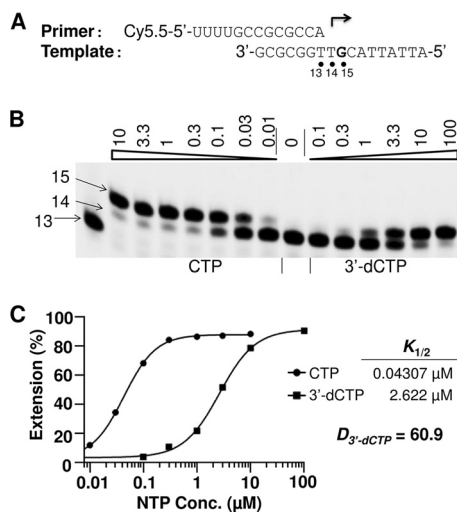 A
Primer: Cy5.5-5'-UUUUGCCGCGCCA
Template: 3'-GCGCGGTTGCATTATTA-5'
13 14 15
B
10 3.3 1 0.3 0.1 0.03 0.01 0 0.1 0.3 1 3.3 10 100
15
14
13
CTP 3'-dCTP
C
Extension (%)
100
80
60
40
20
0
0.01 0.1 1 10 100
NTP Conc. (µM)
K1/2
CTP 0.04307 µM
3'-dCTP 2.622 µM
D3'-dCTP = 60.9